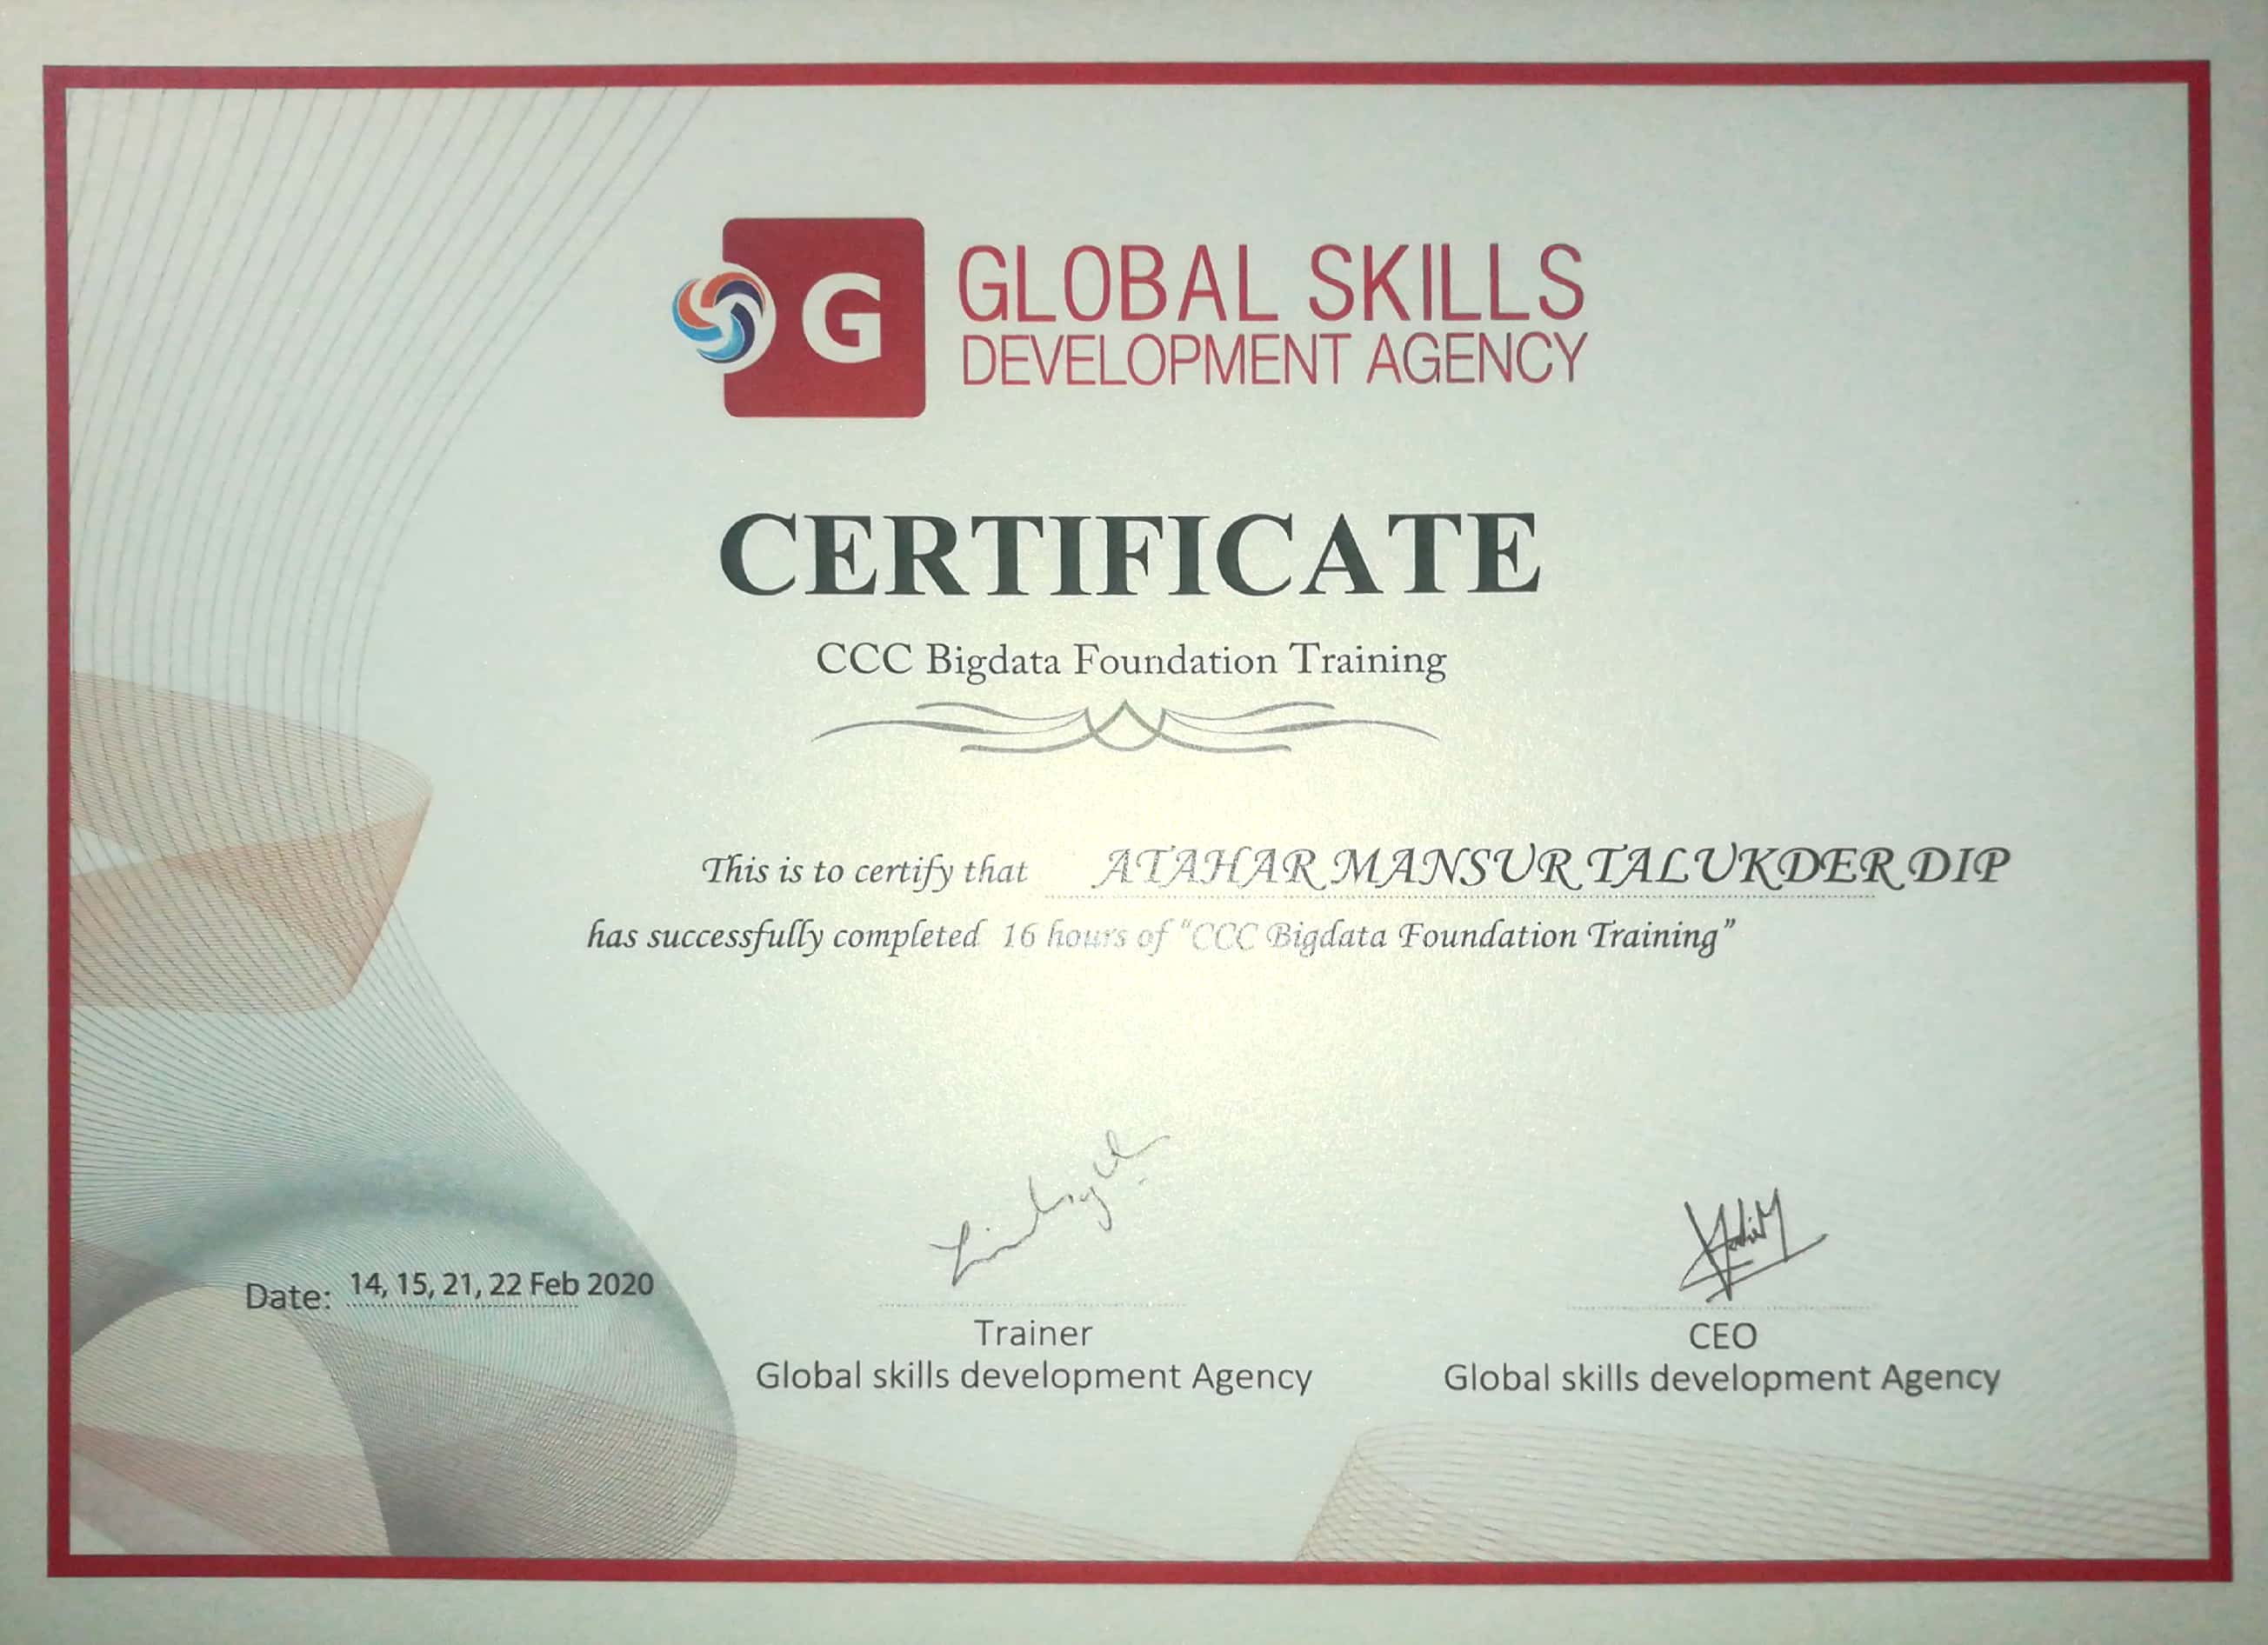 G
GLOBAL SKILLS
DEVELOPMENT AGENCY
CERTIFICATE
CCC Bigdata Foundation Training
This is to certify that ATAHAR MANSUR TALUKDER DIP
has successfully completed 16 hours of "CCC Bigdata Foundation Training"
Date: 14, 15, 21, 22 Feb 2020
Trainer
Global skills development Agency
CEO
Global skills development Agency